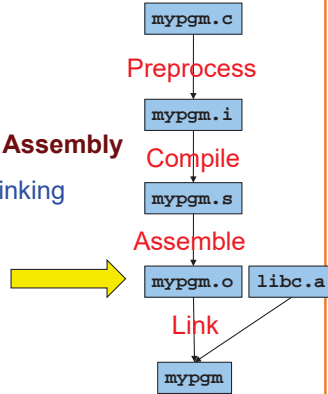 mypgm.c
Preprocess
mypgm.i
Assembly
Compile
inking
mypgm.s
Assemble
mypgm.o
libc.a
Link
mypgm